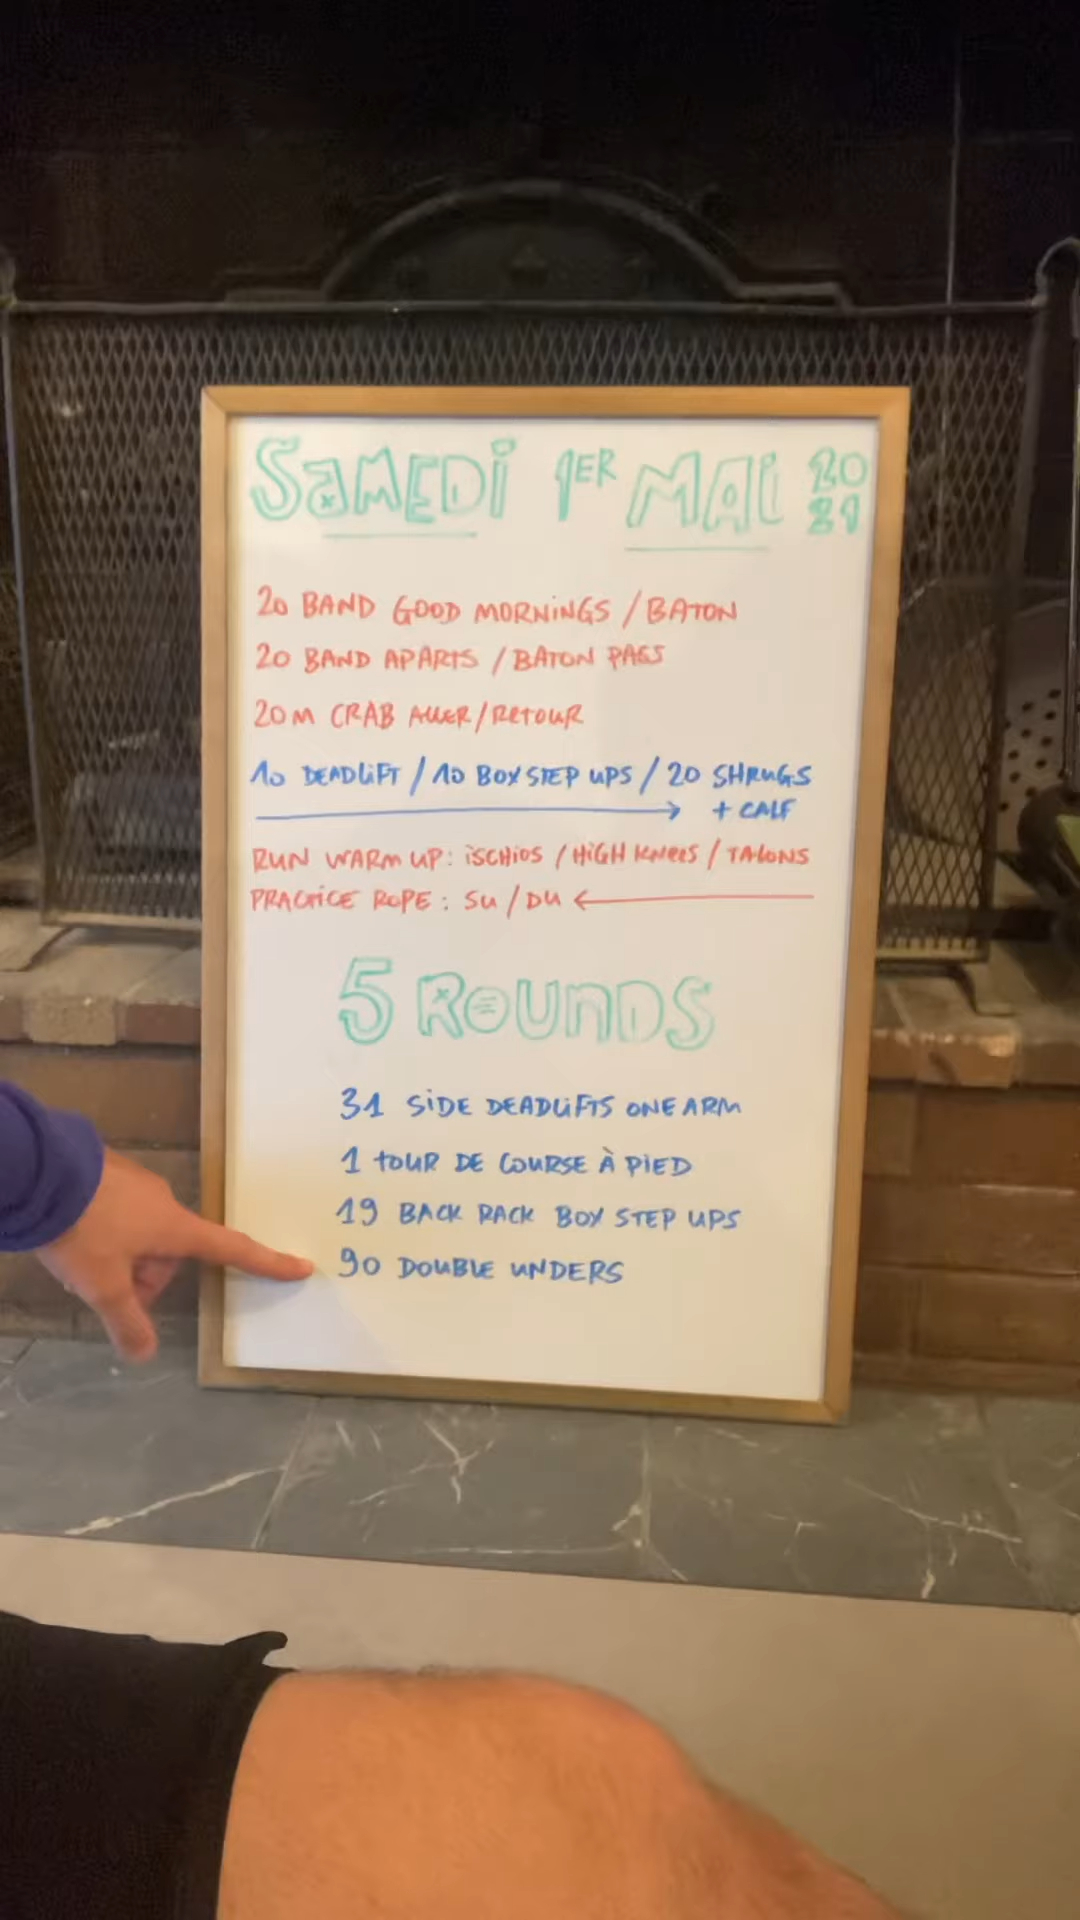 SAMEDI 1ER MAI 2021
20 BAND GOOD MORNINGS / BATON
20 BAND APARTS / BATON PASS
20M CRAB ALLER/RETOUR
10 DEADLIFT / 10 BOX STEP UPS / 20 SHRUGS
+ CALF
RUN WARM UP: ISCHIOS / HIGH KNEES / TALONS
PRACTICE ROPE: SU / DU
5 ROUNDS
31 SIDE DEADLIFTS ONE ARM
1 TOUR DE COURSE À PIED
19 BACK RACK BOX STEP UPS
90 DOUBLE UNDERS